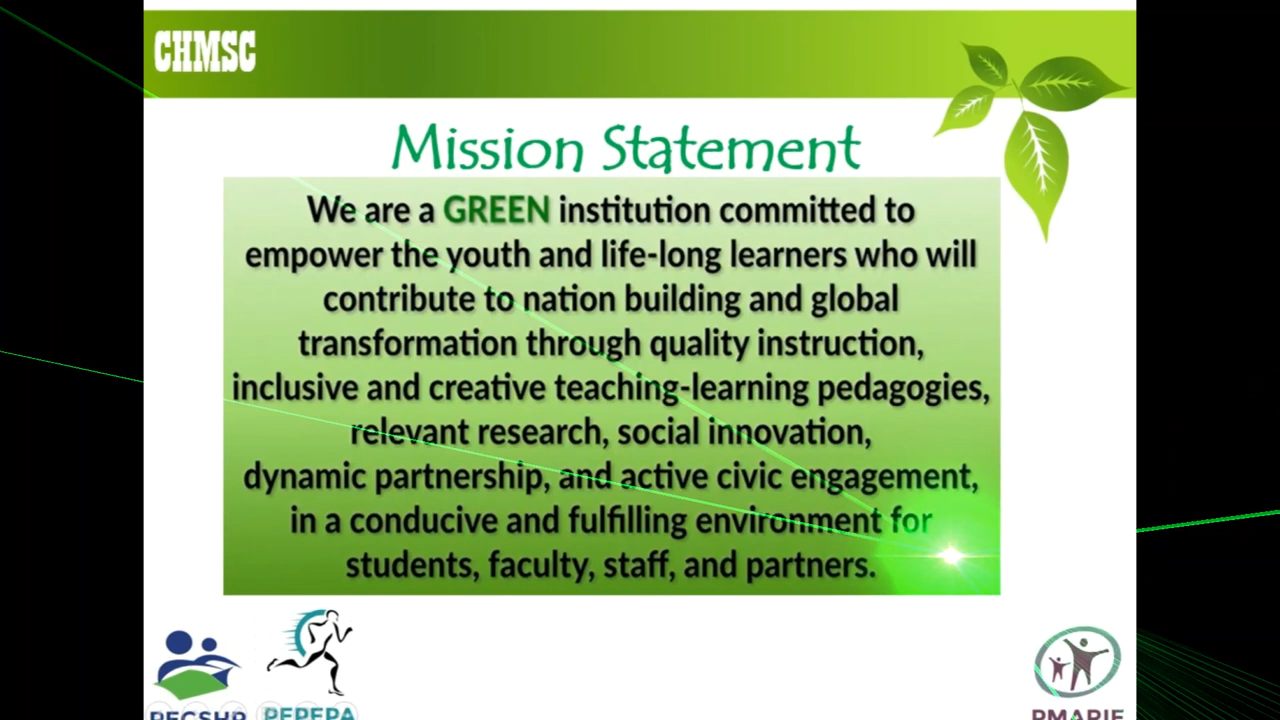 CHMSC
Mission Statement
We are a GREEN institution committed to
empower the youth and life-long learners who will
contribute to nation building and global
transformation through quality instruction,
inclusive and creative teaching-learning pedagogies,
relevant research, social innovation,
dynamic partnership, and active civic engagement,
in a conducive and fulfilling environment for
students, faculty, staff, and partners.
PEPEPA